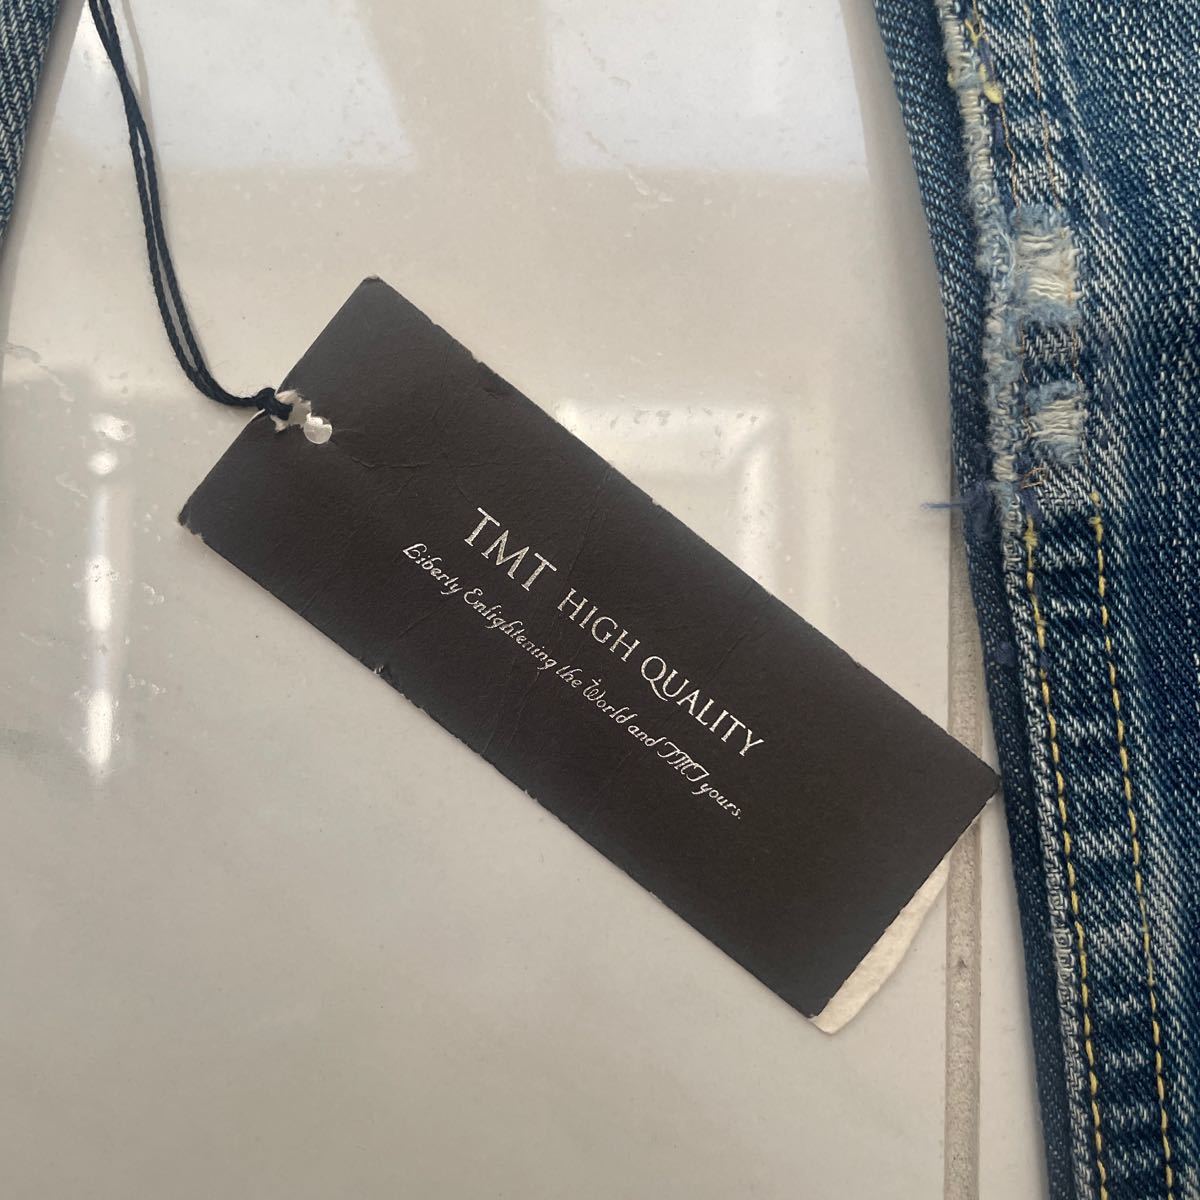 TMT HIGH QUALITY
Liberty Enlightening the World and TMT yours.